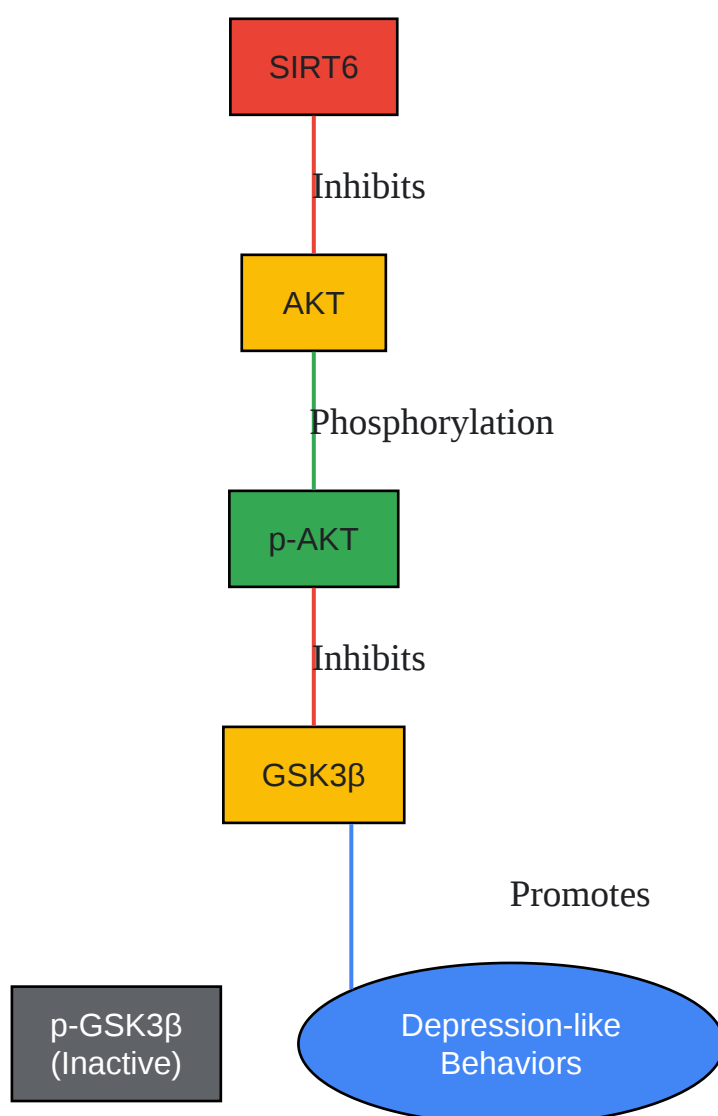 SIRT6
Inhibits
AKT
Phosphorylation
p-AKT
Inhibits
GSK3β
Promotes
p-GSK3β
(Inactive)
Depression-like
Behaviors